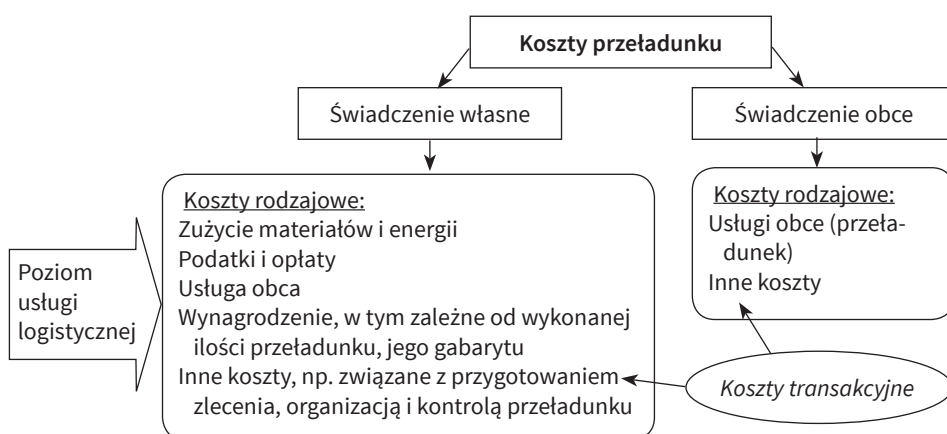 Koszty przeładunku
Świadczenie własne
Świadczenie obce
Koszty rodzajowe:
Zużycie materiałów i energii
Podatki i opłaty
Usługa obca
Wynagrodzenie, w tym zależne od wykonanej
ilości przeładunku, jego gabarytu
Inne koszty, np. związane z przygotowaniem
zlecenia, organizacją i kontrolą przeładunku
Koszty rodzajowe:
Usługi obce (przeła-
dunek)
Inne koszty
Poziom
usługi
logistycznej
Koszty transakcyjne